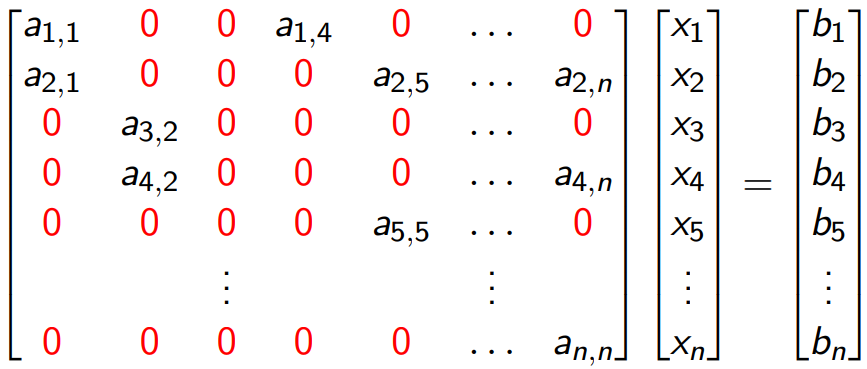 a1,1 0 0 a1,4 0 … 0 x1 b1
a2,1 0 0 0 a2,5 … a2,n x2 b2
0 a3,2 0 0 0 … 0 x3 b3
0 a4,2 0 0 0 … a4,n x4 = b4
0 0 0 0 a5,5 … 0 x5 b5
⋮ ⋮ ⋮ ⋮
0 0 0 0 0 … an,n xn bn